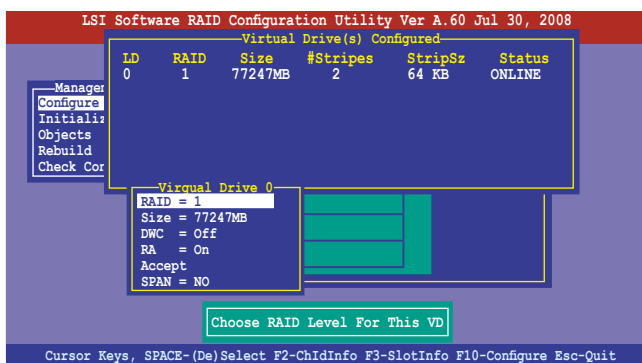 LSI Software RAID Configuration Utility Ver A.60 Jul 30, 2008
Virtual Drive(s) Configured
LD RAID Size #Stripes StripSz Status
0 1 77247MB 2 64 KB ONLINE
Manager
Configure
Initializ
Objects
Rebuild
Check Con
Virqual Drive 0
RAID = 1
Size = 77247MB
DWC = Off
RA = On
Accept
SPAN = NO
Choose RAID Level For This VD
Cursor Keys, SPACE-(De)Select F2-ChIdInfo F3-SlotInfo F10-Configure Esc-Quit